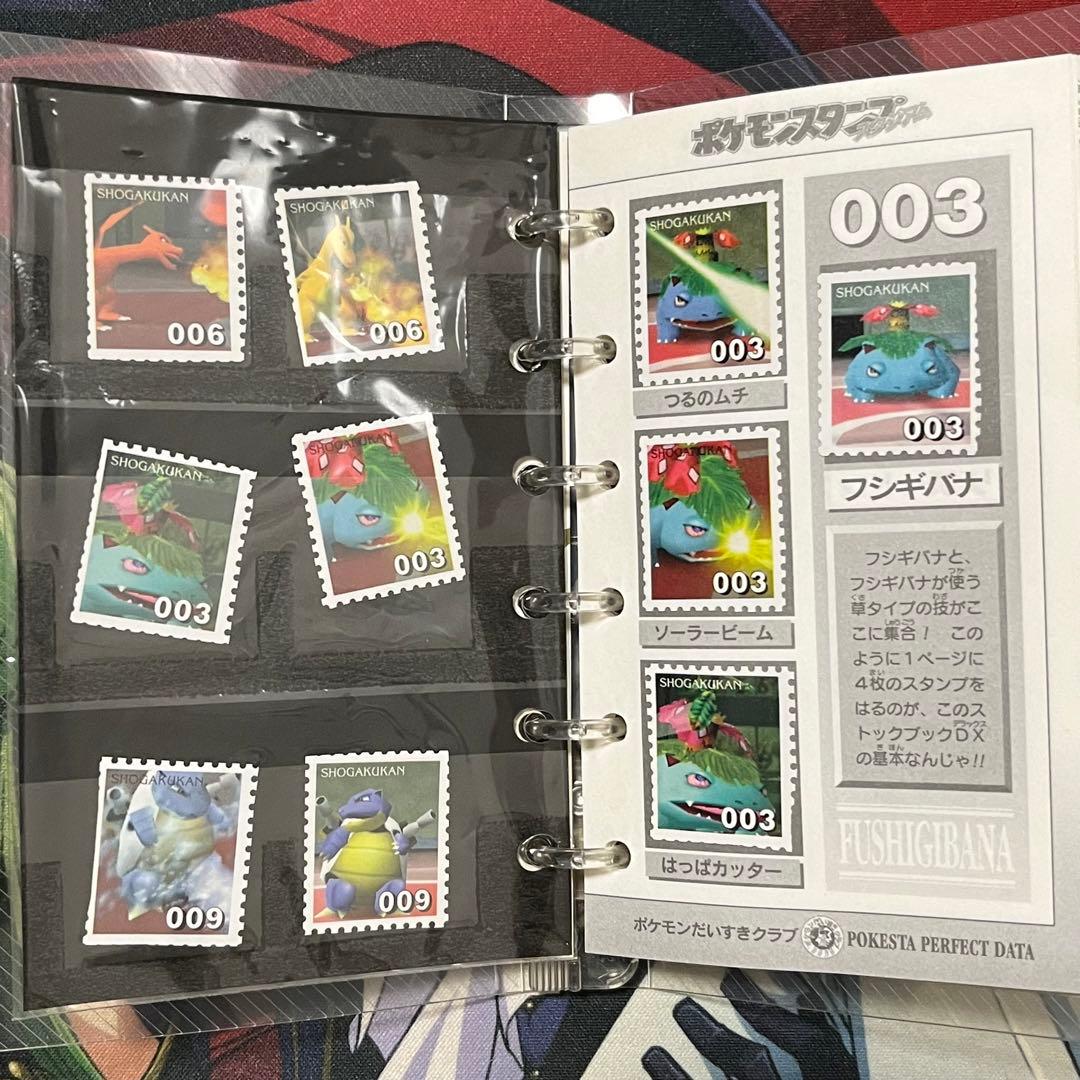 SHOGAKUKAN
006
SHOGAKUKAN
006
SHOGAKUKAN
003
SHOGAKUKAN
003
SHOGAKUKAN
009
SHOGAKUKAN
009
ポケモンスタンプ
SHOGAKUKAN
003
つるのムチ
SHOGAKUKAN
003
ソーラービーム
SHOGAKUKAN
003
はっぱカッター
003
SHOGAKUKAN
003
フシギバナ
フシギバナと、
フシギバナが使う
草タイプの技がこ
こに集合! この
ように1ページに
4枚のスタンプを
はるのが、このス
トックブックDX
の基本なんじゃ!!
FUSHIGIBANA
ポケモンだいすきクラブ
POKESTA PERFECT DATA